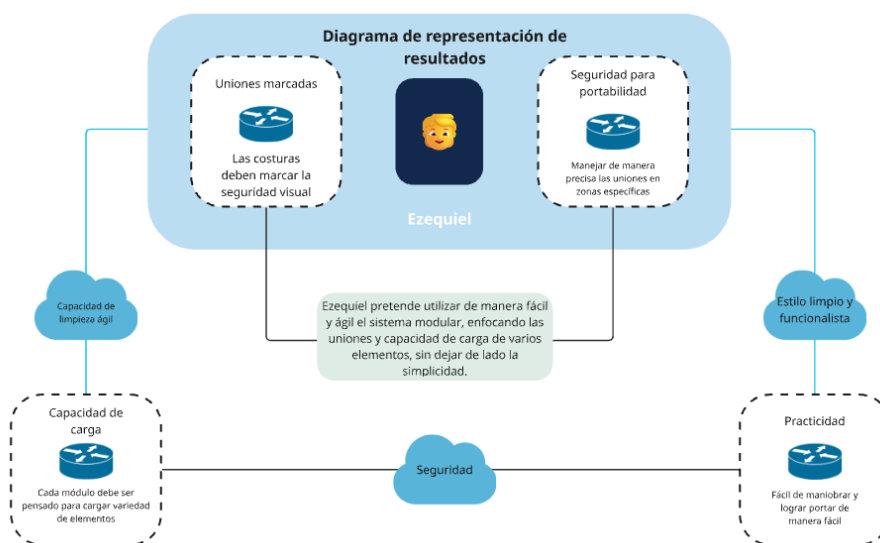 Diagrama de representación de
resultados
Uniones marcadas
Las costuras
deben marcar la
seguridad visual
Seguridad para
portabilidad
Manejar de manera
precisa las uniones en
zonas específicas
Ezequiel
Capacidad de
limpieza ágil
Ezequiel pretende utilizar de manera fácil
y ágil el sistema modular, enfocando las
uniones y capacidad de carga de varios
elementos, sin dejar de lado la
simplicidad.
Estilo limpio y
funcionalista
Capacidad de
carga
Cada módulo debe ser
pensado para cargar variedad
de elementos
Seguridad
Practicidad
Fácil de maniobrar y
lograr portar de
manera fácil